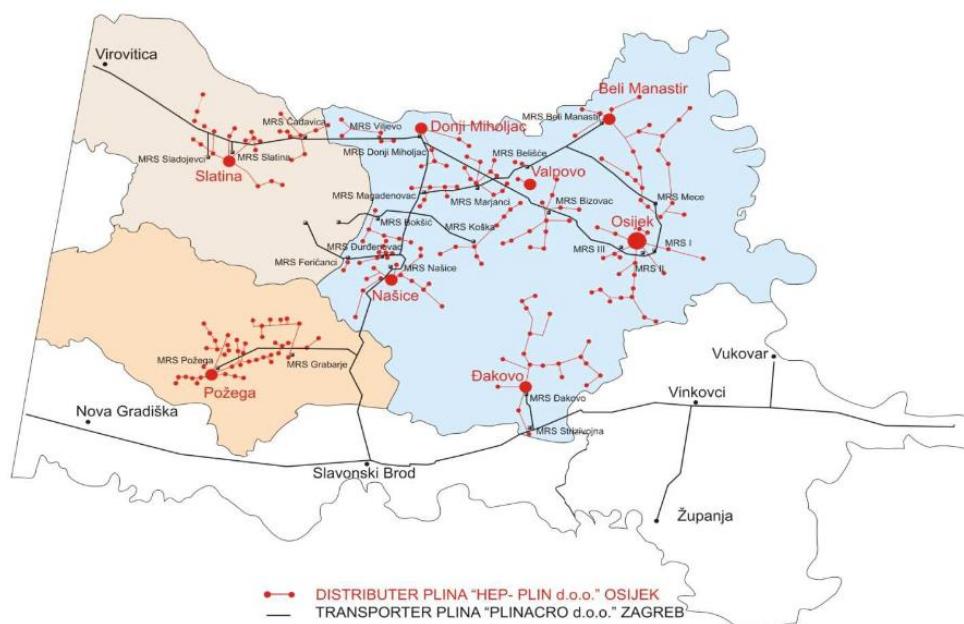 Virovitica
Beli Manastir
MRS Čađavica
MRS Viljevo
Donji Miholjac
MRS Beli Manastir
MRS Sladojevci
MRS Slatina
MRS Donji Miholjac
MRS Belišće
Slatina
Valpovo
MRS Magadenovac
MRS Marjanci
MRS Bizovac
MRS Mece
MRS Bokšić
MRS Koška
Osijek
MRS Đurđenovac
MRS III
MRS I
MRS Feričanci
MRS Našice
MRS II
Našice
MRS Požega
MRS Grabarje
Vukovar
Požega
Đakovo
MRS Đakovo
Vinkovci
Nova Gradiška
MRS Strizivojna
Slavonski Brod
Županja
DISTRIBUTER PLINA "HEP- PLIN d.o.o." OSIJEK
TRANSPORTER PLINA "PLINACRO d.o.o." ZAGREB